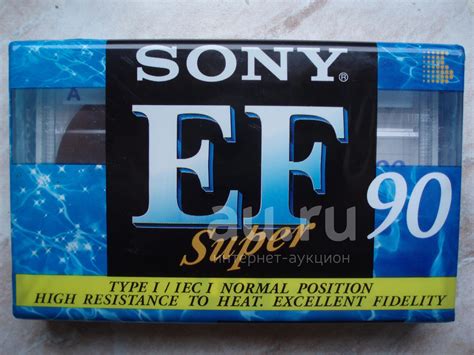 SONY®
A
EF
90
Super
au.ru
интернет-аукцион
TYPE I / IEC I NORMAL POSITION
HIGH RESISTANCE TO HEAT. EXCELLENT FIDELITY